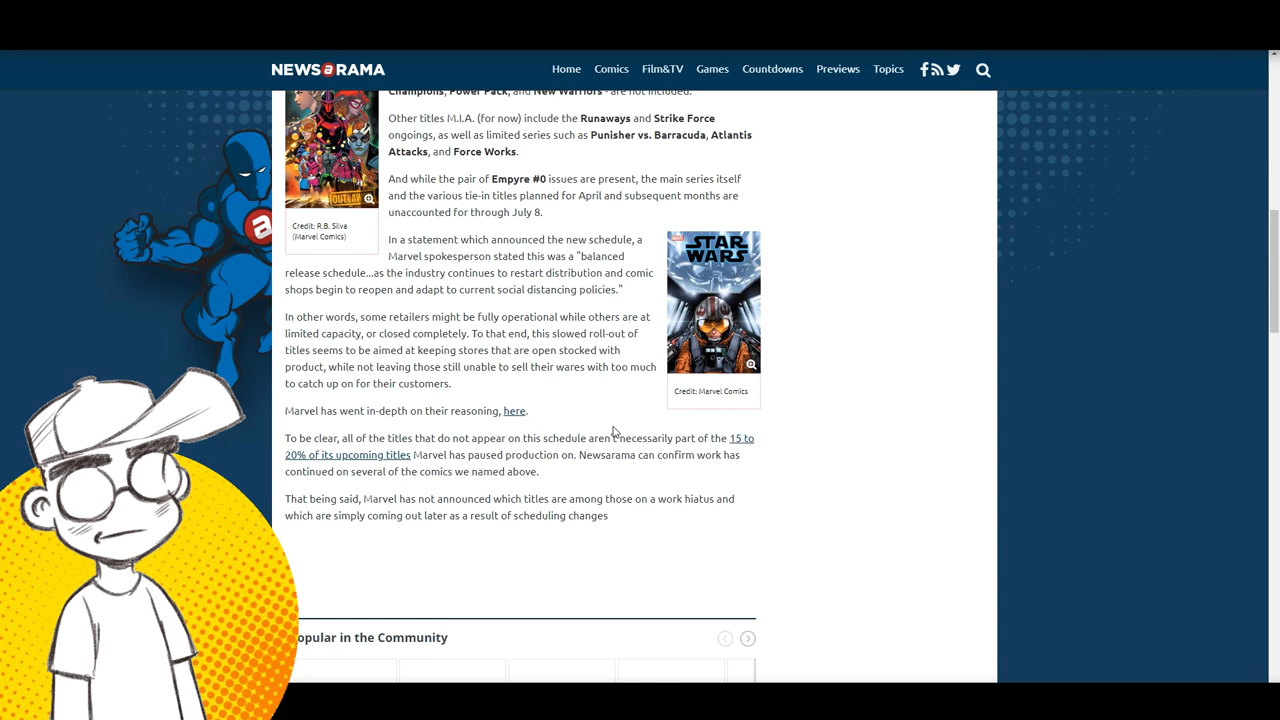 NEWSaRAMA
Home Comics Film&TV Games Countdowns Previews Topics
Champions, Power Pack, and New Warriors - are not included.
Other titles M.I.A. (for now) include the Runaways and Strike Force
ongoings, as well as limited series such as Punisher vs. Barracuda, Atlantis
Attacks, and Force Works.
And while the pair of Empyre #0 issues are present, the main series itself
and the various tie-in titles planned for April and subsequent months are
unaccounted for through July 8.
OUTLAWED
Credit: R.B. Silva
(Marvel Comics)
In a statement which announced the new schedule, a
Marvel spokesperson stated this was a "balanced
release schedule...as the industry continues to restart distribution and comic
shops begin to reopen and adapt to current social distancing policies."
STAR
WARS
Credit: Marvel Comics
In other words, some retailers might be fully operational while others are at
limited capacity, or closed completely. To that end, this slowed roll-out of
titles seems to be aimed at keeping stores that are open stocked with
product, while not leaving those still unable to sell their wares with too much
to catch up on for their customers.
Marvel has went in-depth on their reasoning, here.
To be clear, all of the titles that do not appear on this schedule aren't necessarily part of the 15 to
20% of its upcoming titles Marvel has paused production on. Newsarama can confirm work has
continued on several of the comics we named above.
That being said, Marvel has not announced which titles are among those on a work hiatus and
which are simply coming out later as a result of scheduling changes
opular in the Community